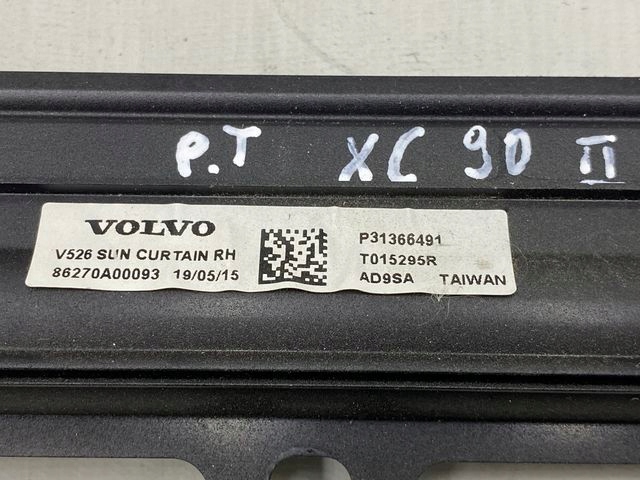 P.T XC 90 II
VOLVO
V526 SUN CURTAIN RH
86270A00093 19/05/15
P31366491
T015295R
AD9SA TAIWAN